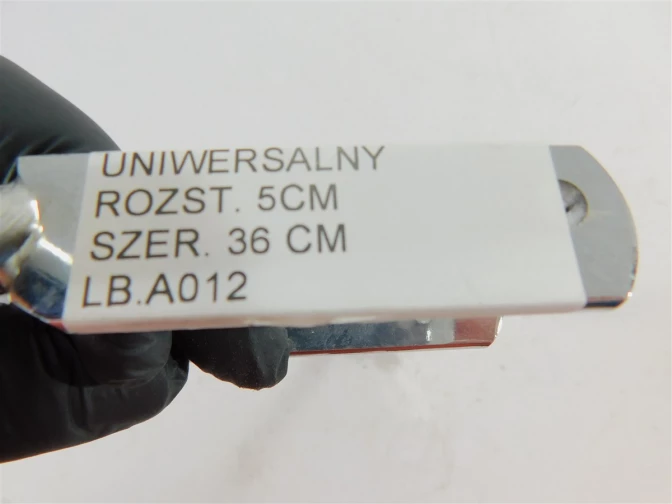 UNIWERSALNY
ROZST. 5CM
SZER. 36 CM
LB.A012